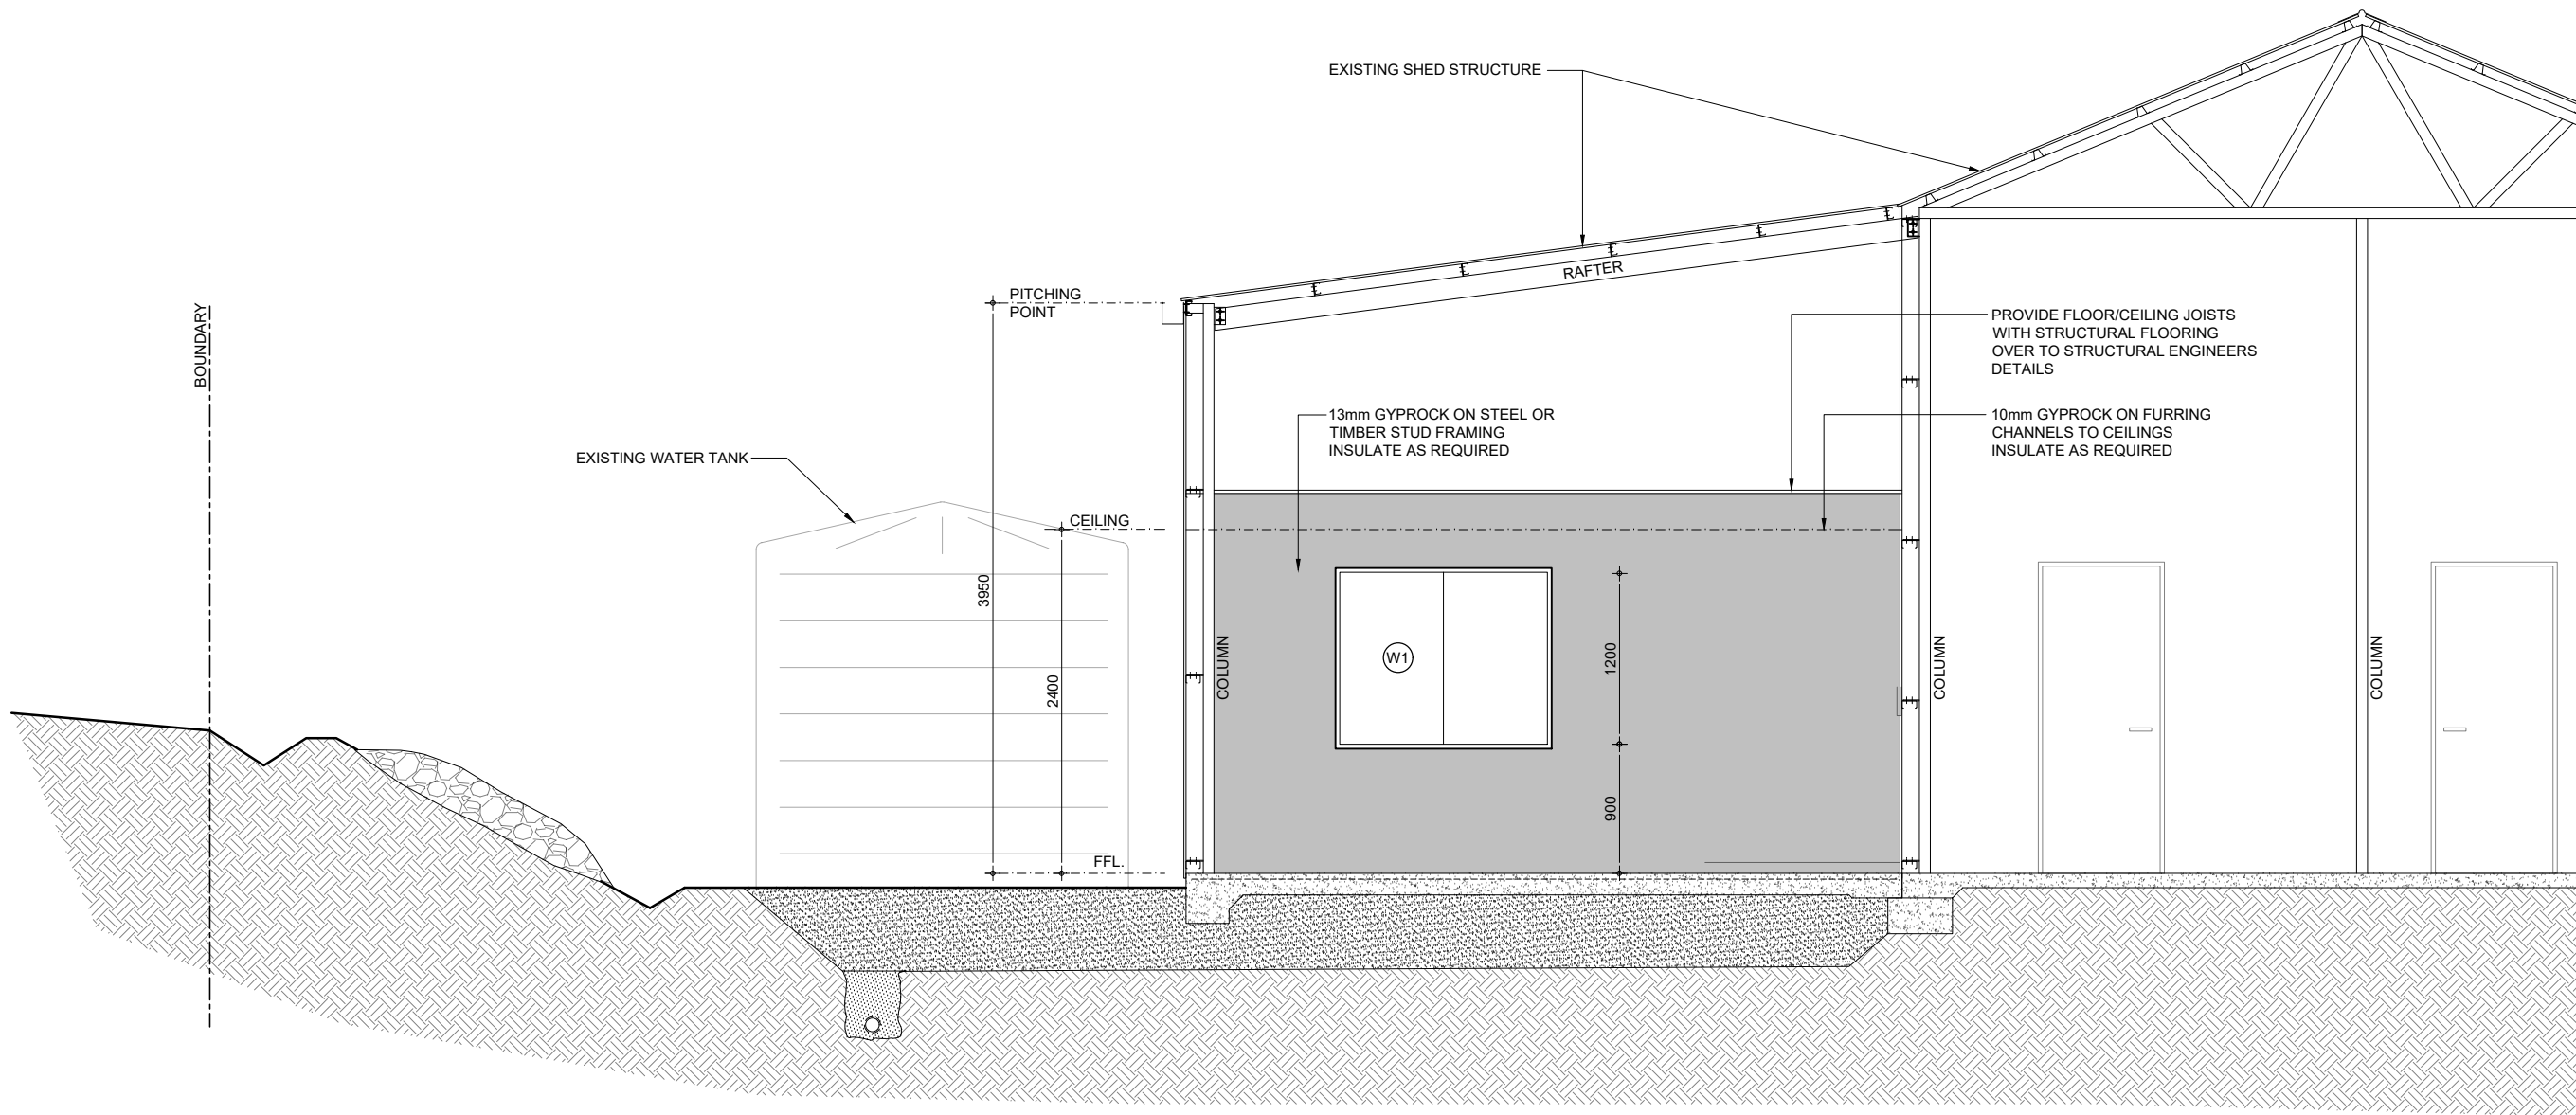 EXISTING SHED STRUCTURE
RAFTER
PITCHING
POINT
BOUNDARY
PROVIDE FLOOR/CEILING JOISTS
WITH STRUCTURAL FLOORING
OVER TO STRUCTURAL ENGINEERS
DETAILS
13mm GYPROCK ON STEEL OR
TIMBER STUD FRAMING
INSULATE AS REQUIRED
10mm GYPROCK ON FURRING
CHANNELS TO CEILINGS
INSULATE AS REQUIRED
EXISTING WATER TANK
CEILING
3950
2400
COLUMN
W1
1200
COLUMN
COLUMN
900
FFL.